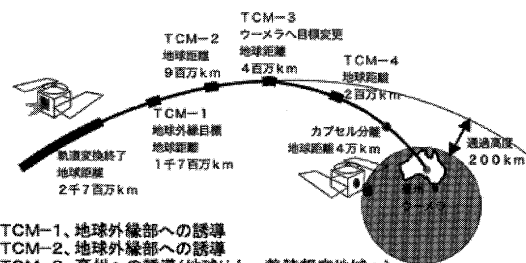 TCM-2
地球距離
9百万km
TCM-3
ウーメラへ目標変更
地球距離
4百万km
TCM-4
地球距離
2百万km
TCM-1
地球外縁目標
地球距離
1千7百万km
カプセル分離
地球距離4万km
通過高度
200km
軌道変換終了
地球距離
2千7百万km
ウーメラ
TCM-1、地球外縁部への誘導
TCM-2、地球外縁部への誘導